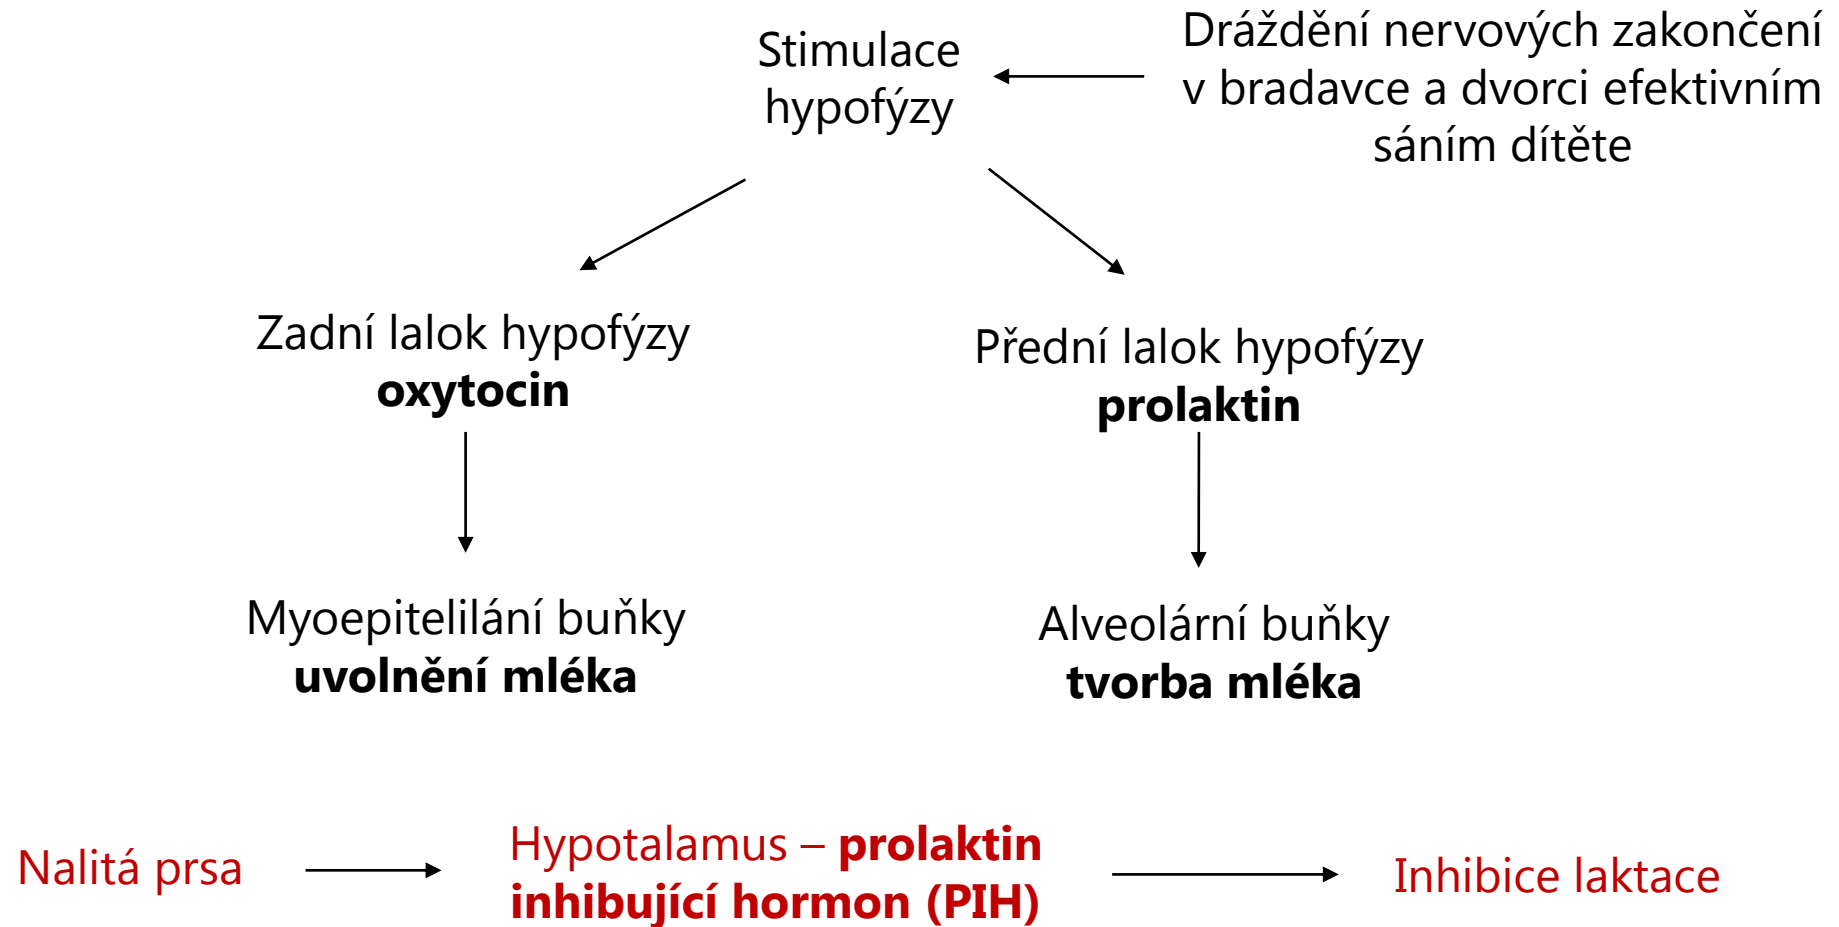 Stimulace
hypofýzy
Dráždění nervových zakončení
v bradavce a dvorci efektivním
sáním dítěte
Zadní lalok hypofýzy
oxytocin
Přední lalok hypofýzy
prolaktin
Myoepitelilání buňky
uvolnění mléka
Alveolární buňky
tvorba mléka
Nalitá prsa
Hypotalamus – prolaktin
inhibující hormon (PIH)
Inhibice laktace